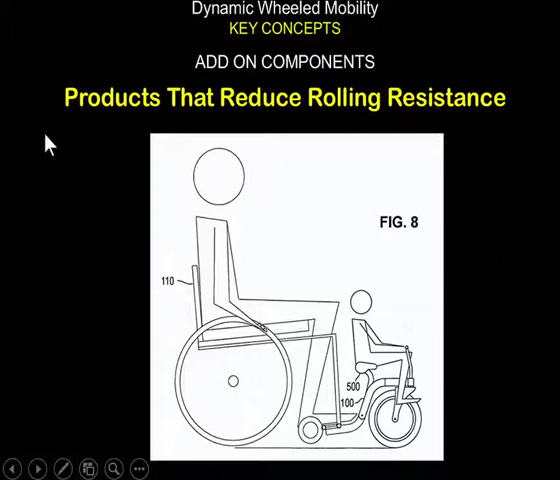 Dynamic Wheeled Mobility
KEY CONCEPTS
ADD ON COMPONENTS
Products That Reduce Rolling Resistance
FIG. 8
110
500
100